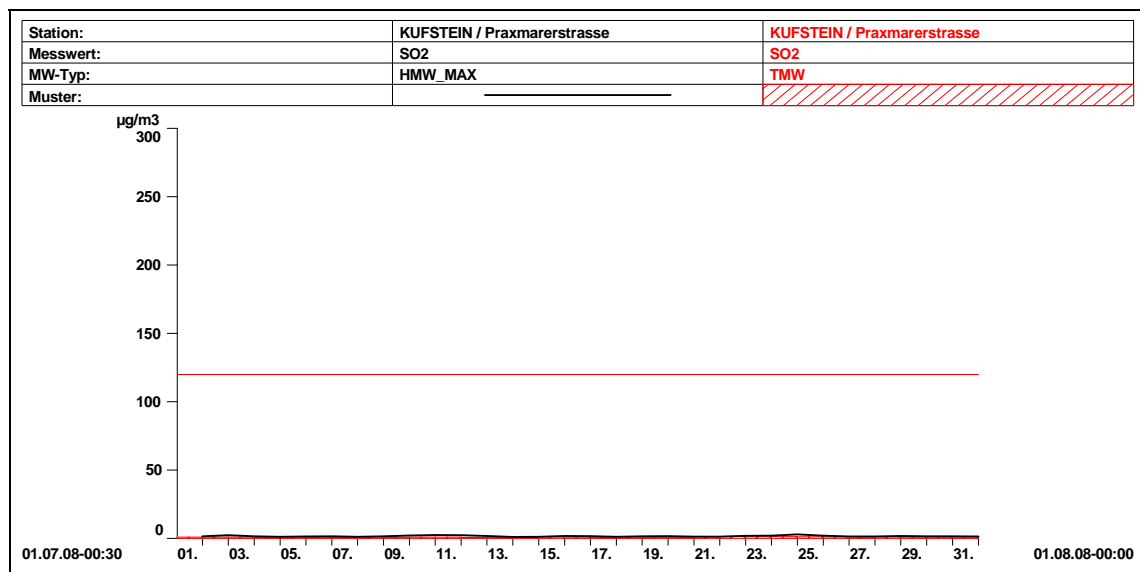 Station: KUFSTEIN / Praxmarerstrasse KUFSTEIN / Praxmarerstrasse
Messwert: SO2 SO2
MW-Typ: HMW_MAX TMW
Muster:
µg/m3
300
250
200
150
100
50
0
01.07.08-00:30 01. 03. 05. 07. 09. 11. 13. 15. 17. 19. 21. 23. 25. 27. 29. 31. 01.08.08-00:00